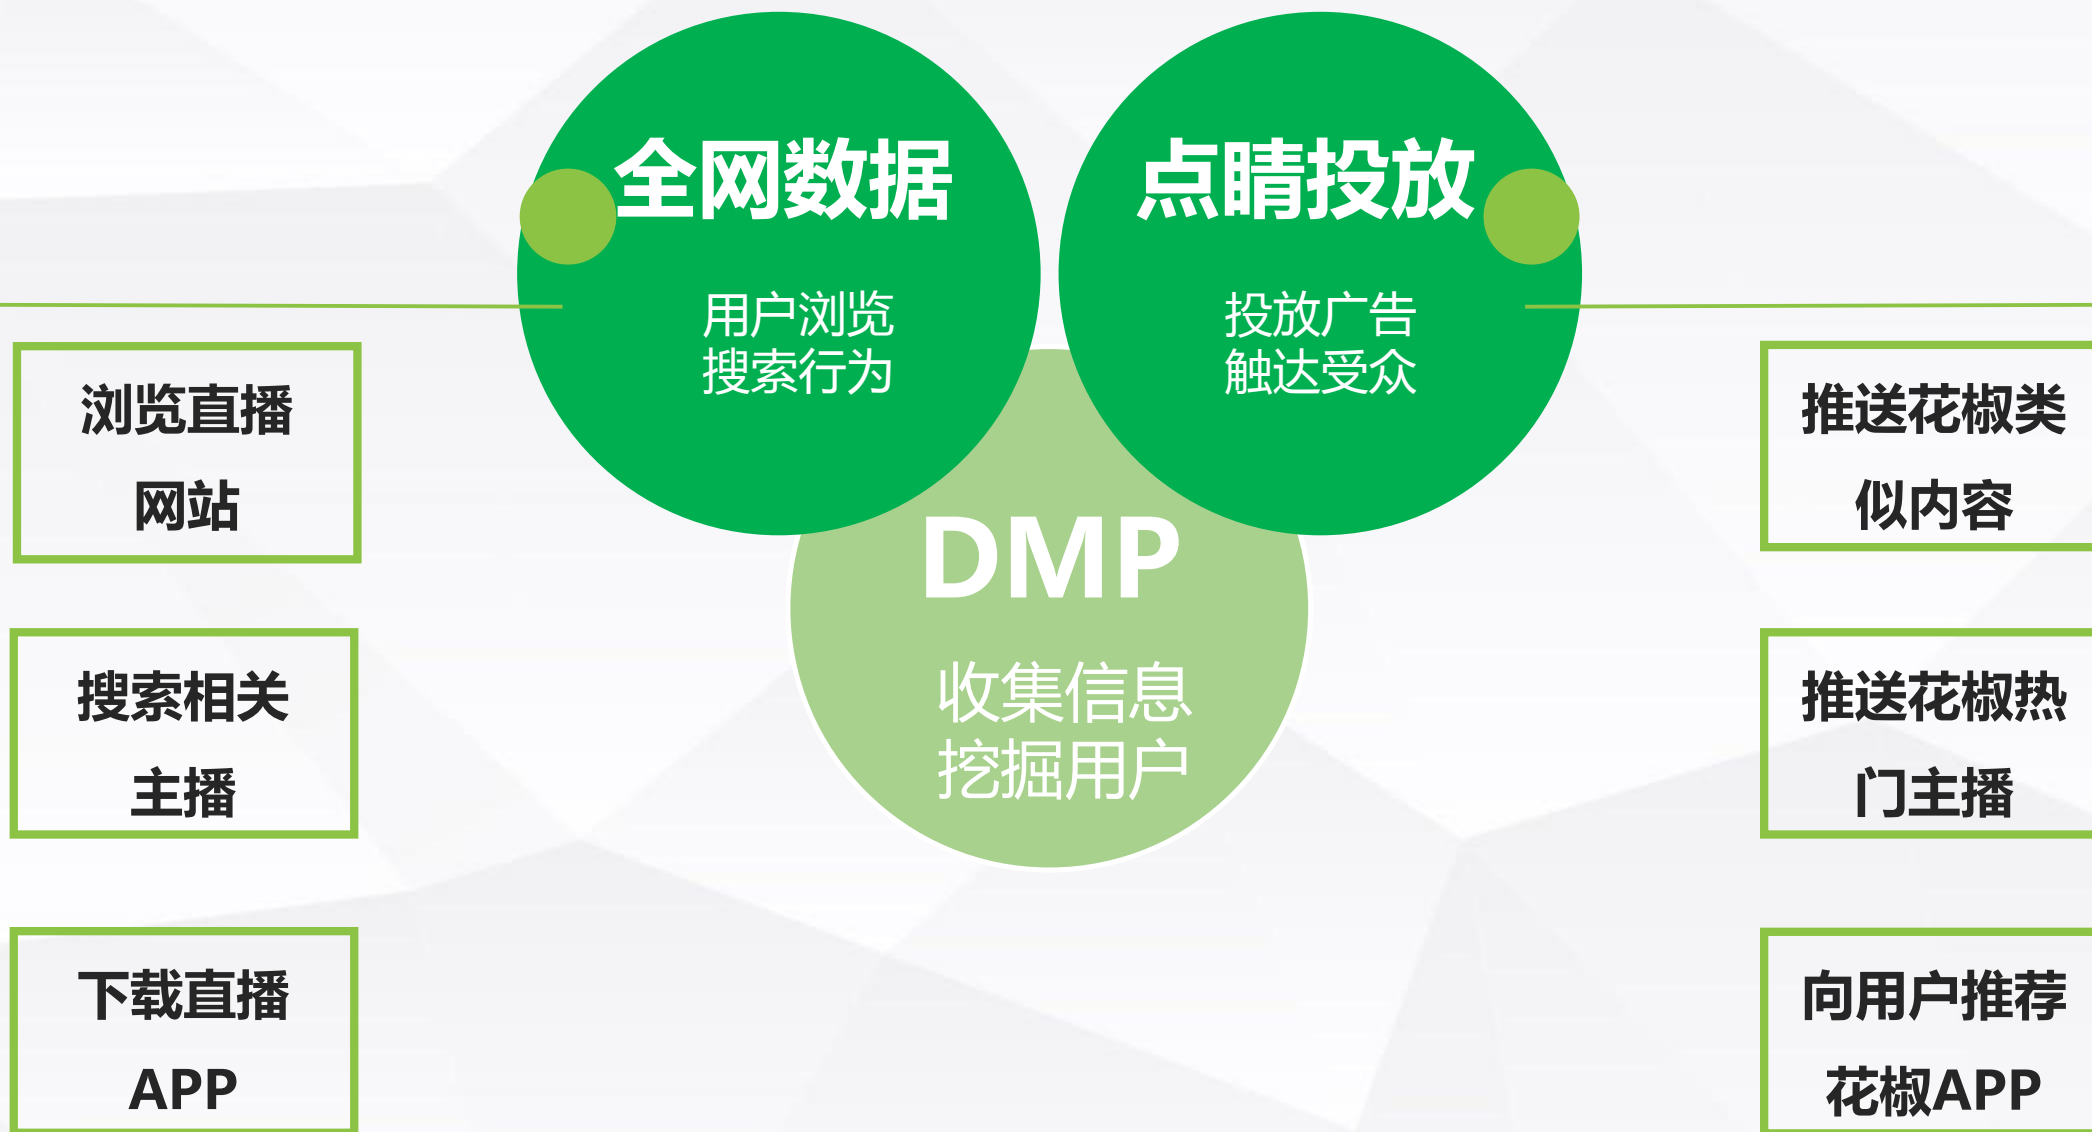 全网数据
用户浏览
搜索行为
点睛投放
投放广告
触达受众
DMP
收集信息
挖掘用户
浏览直播
网站
搜索相关
主播
下载直播
APP
推送花椒类
似内容
推送花椒热
门主播
向用户推荐
花椒APP